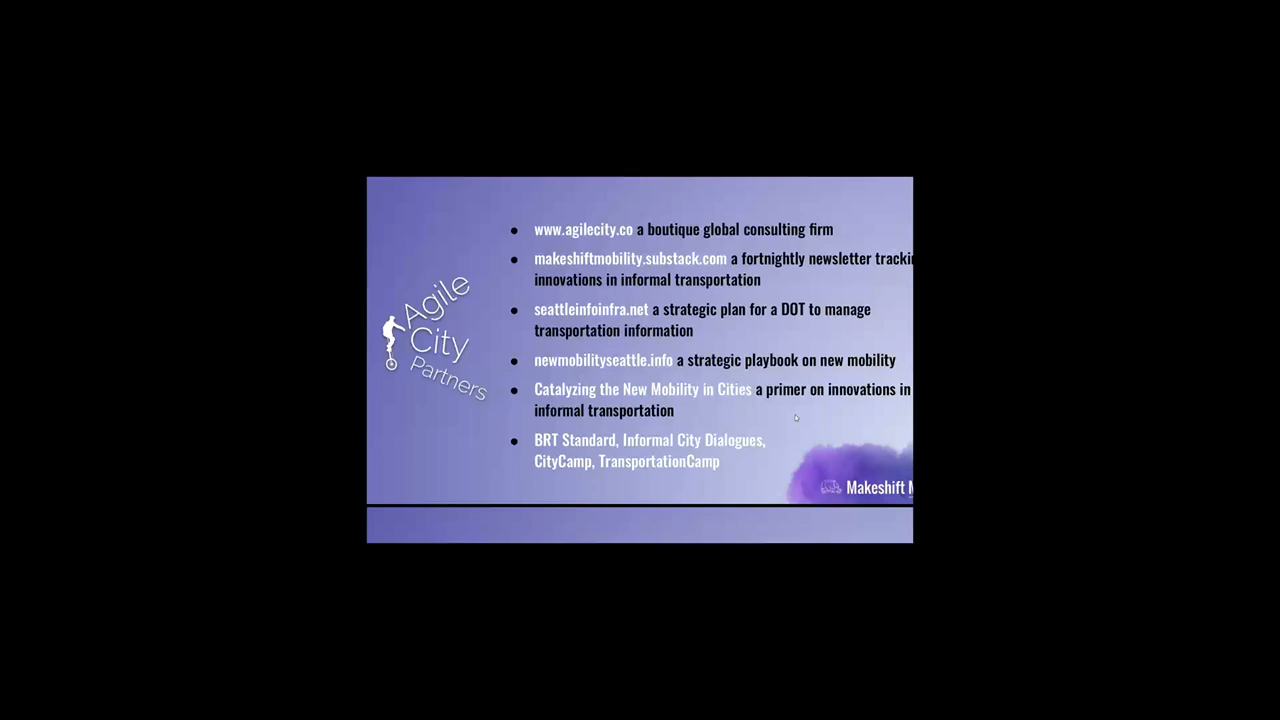 Agile
City
Partners
● www.agilecity.co a boutique global consulting firm
● makeshiftmobility.substack.com a fortnightly newsletter trackin
innovations in informal transportation
● seattleinfoinfra.net a strategic plan for a DOT to manage
transportation information
● newmobilityseattle.info a strategic playbook on new mobility
● Catalyzing the New Mobility in Cities a primer on innovations in
informal transportation
● BRT Standard, Informal City Dialogues,
CityCamp, TransportationCamp
Makeshift M